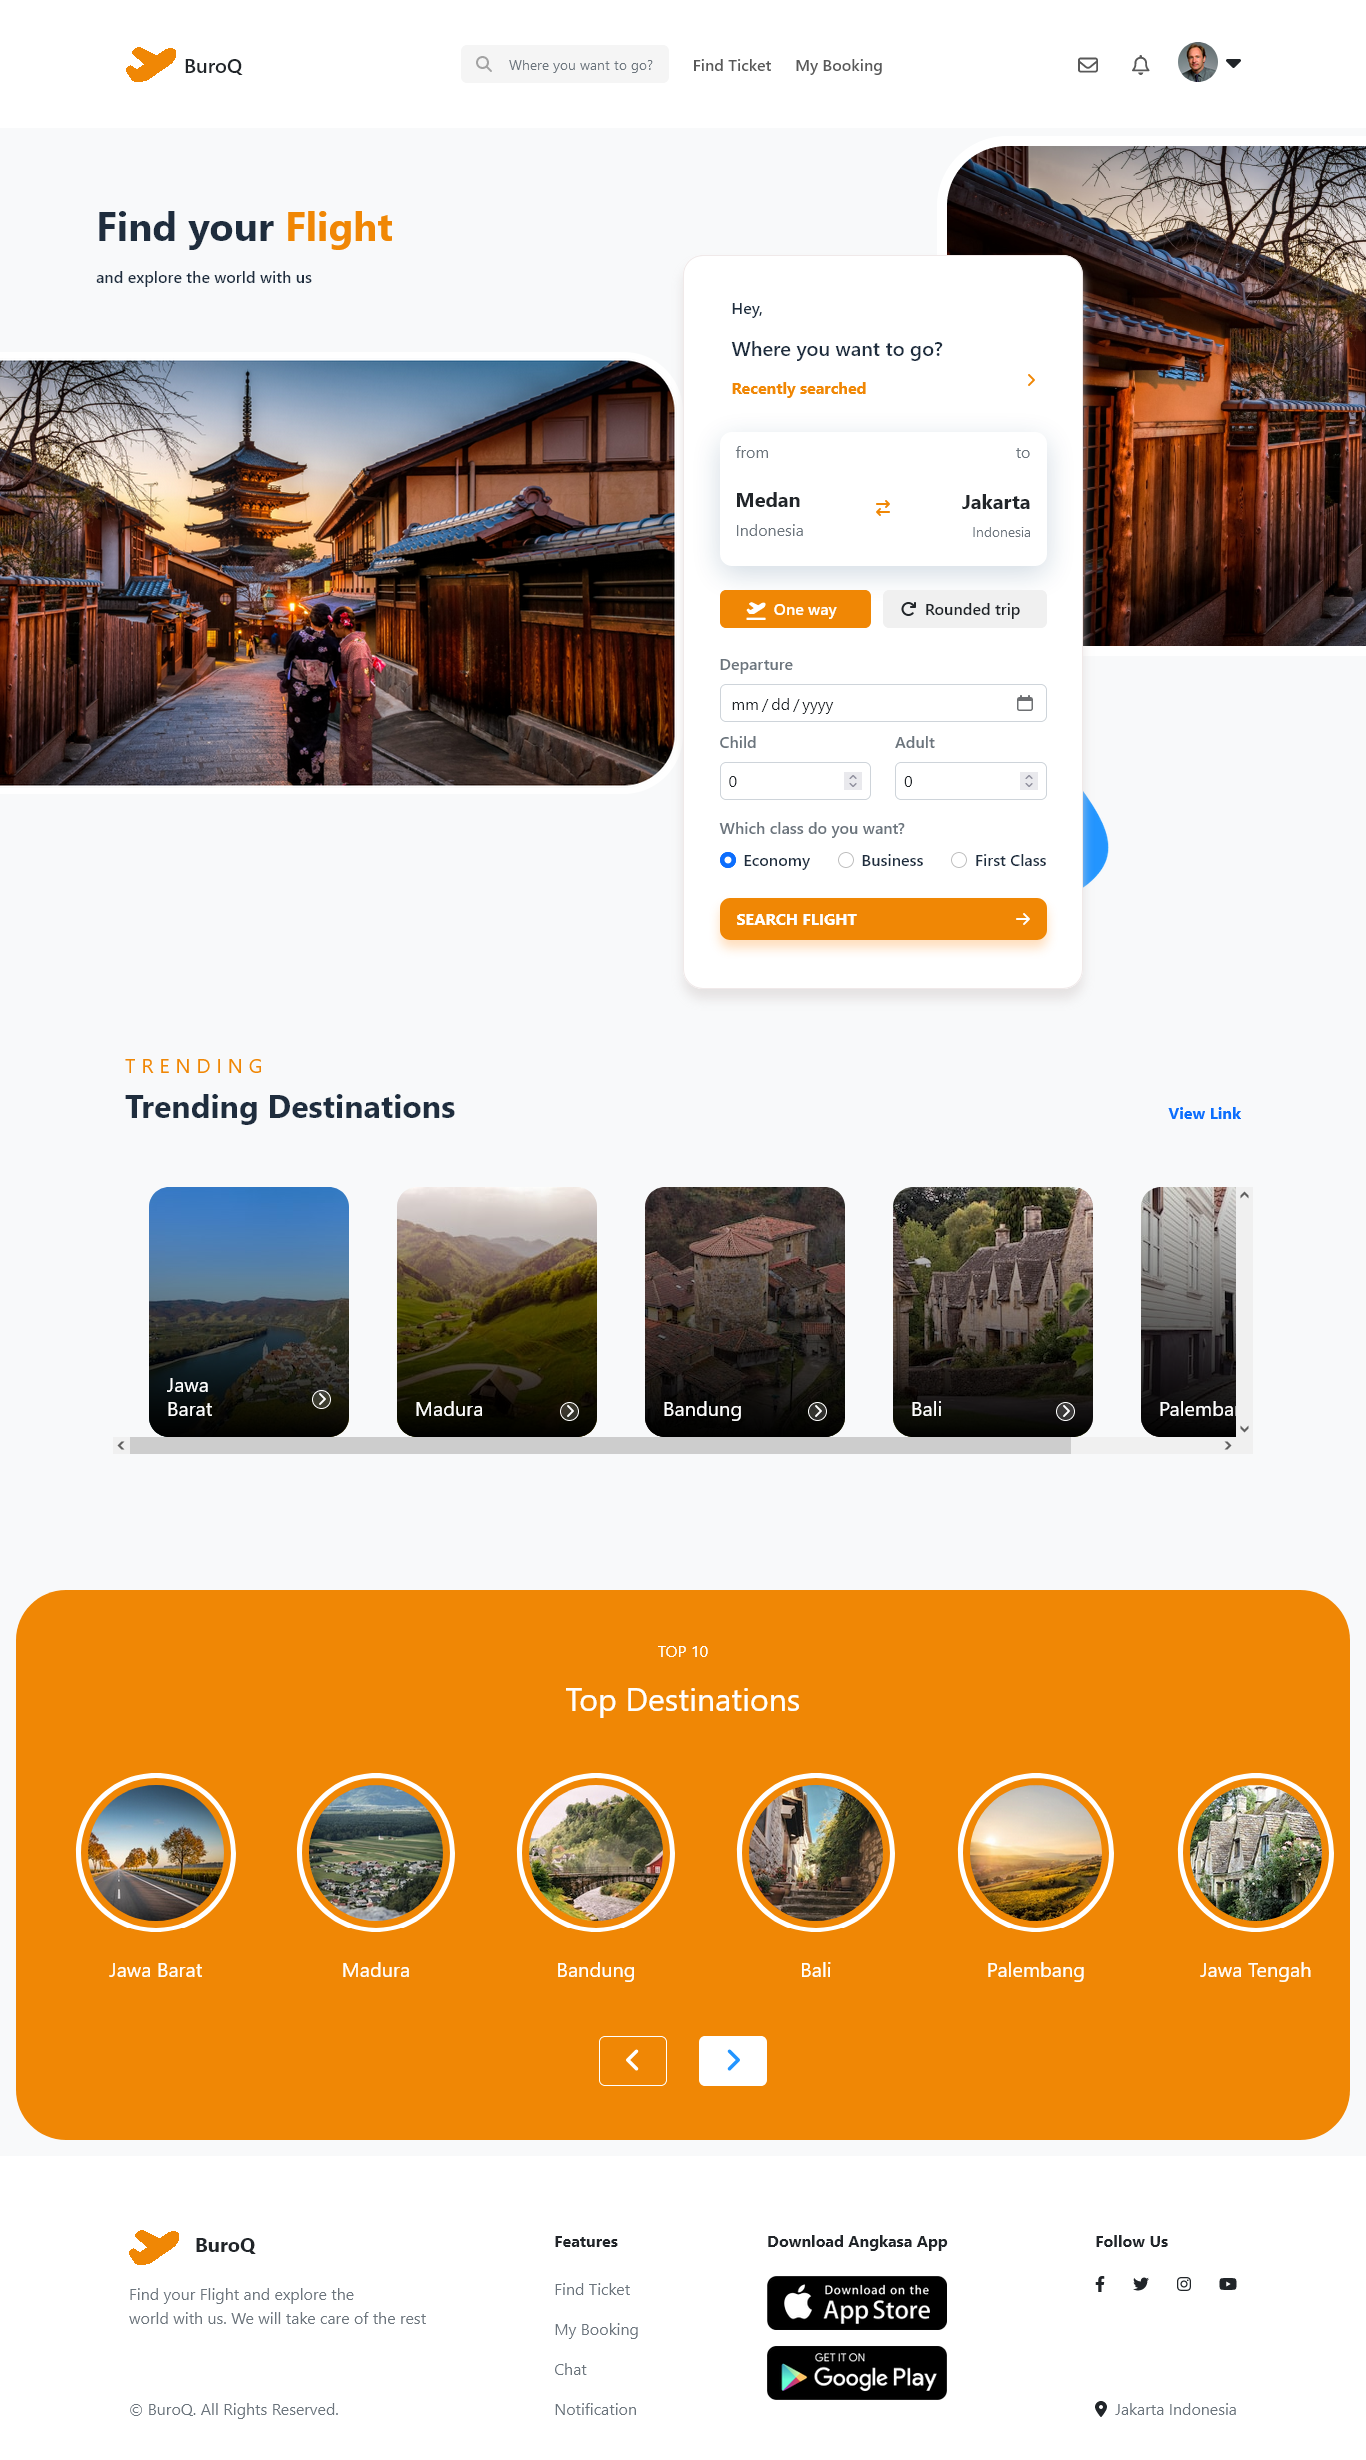 BuroQ
Where you want to go?
Find Ticket
My Booking
Find your Flight
and explore the world with us
Hey,
Where you want to go?
Recently searched
from to
Medan Jakarta
Indonesia Indonesia
One way Rounded trip
Departure
mm/dd/yyyy
Child Adult
0 0
Which class do you want?
Economy Business First Class
SEARCH FLIGHT
TRENDING
Trending Destinations
View Link
Jawa
Barat
Madura
Bandung
Bali
TOP 10
Top Destinations
Jawa Barat
Madura
Bandung
Bali
Palembang
Jawa Tengah
BuroQ
Find your Flight and explore the
world with us. We will take care of the rest
© BuroQ. All Rights Reserved.
Features
Find Ticket
My Booking
Chat
Notification
Download Angkasa App
Download on the
App Store
GET IT ON
Google Play
Follow Us
Jakarta Indonesia